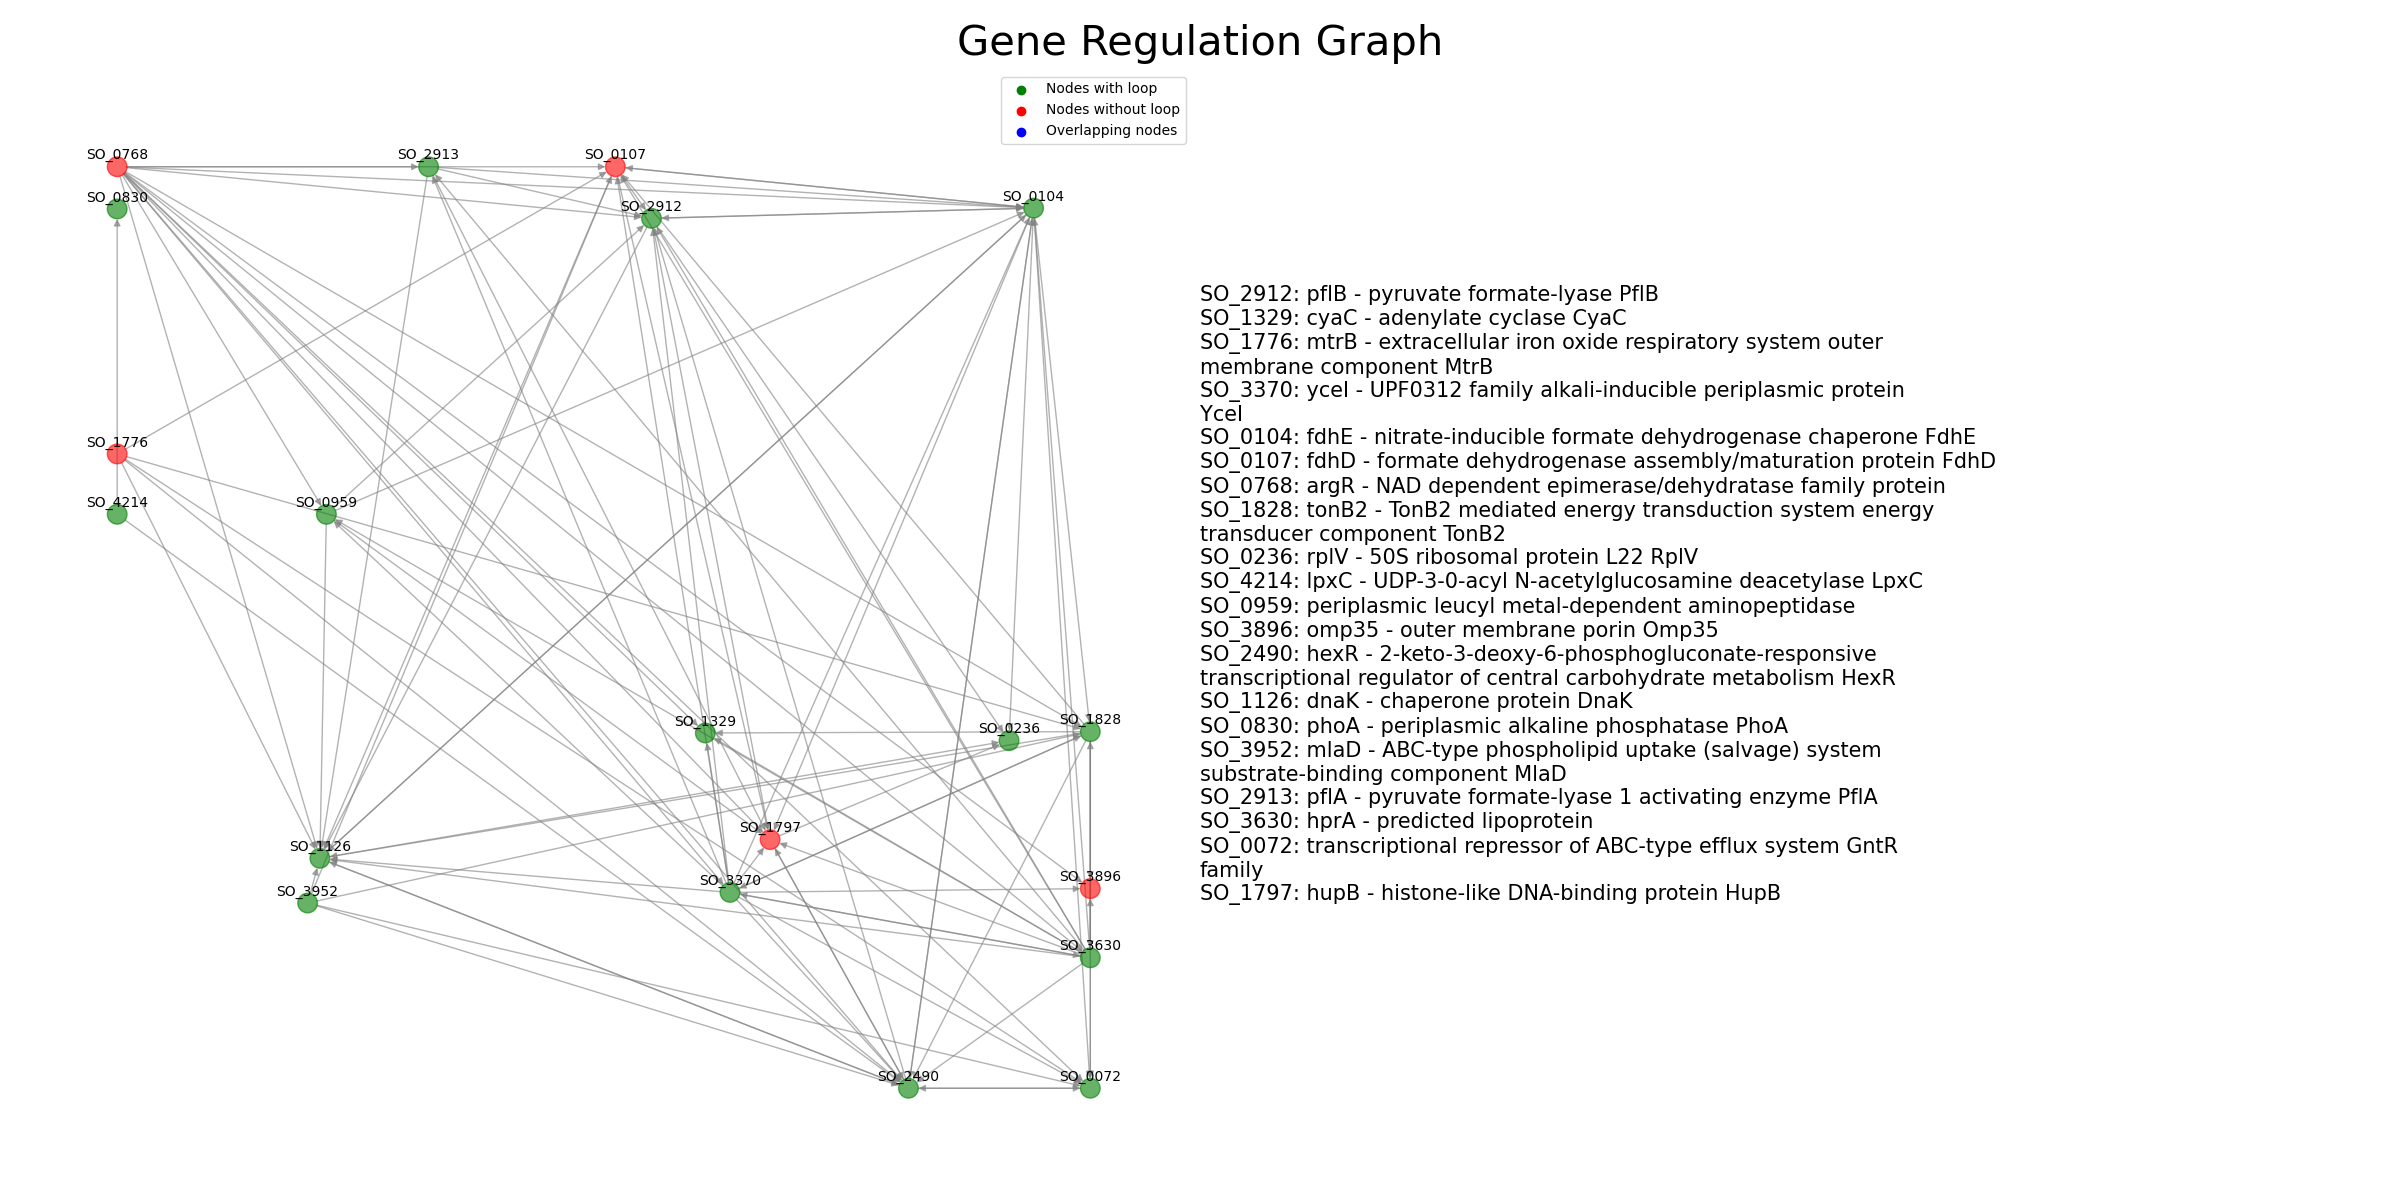 Gene Regulation Graph
Nodes with loop
Nodes without loop
Overlapping nodes
SO_0768
SO_2913
SO_0107
SO_0830
SO_2912
SO_0104
SO_1776
SO_4214
SO_0959
SO_1329
SO_0236
SO_1828
SO_1797
SO_1126
SO_3952
SO_3370
SO_3896
SO_3630
SO_2490
SO_0072
SO_2912: pflB - pyruvate formate-lyase PflB
SO_1329: cyaC - adenylate cyclase CyaC
SO_1776: mtrB - extracellular iron oxide respiratory system outer
membrane component MtrB
SO_3370: yceI - UPF0312 family alkali-inducible periplasmic protein
YceI
SO_0104: fdhE - nitrate-inducible formate dehydrogenase chaperone FdhE
SO_0107: fdhD - formate dehydrogenase assembly/maturation protein FdhD
SO_0768: argR - NAD dependent epimerase/dehydratase family protein
SO_1828: tonB2 - TonB2 mediated energy transduction system energy
transducer component TonB2
SO_0236: rplV - 50S ribosomal protein L22 RplV
SO_4214: lpxC - UDP-3-0-acyl N-acetylglucosamine deacetylase LpxC
SO_0959: periplasmic leucyl metal-dependent aminopeptidase
SO_3896: omp35 - outer membrane porin Omp35
SO_2490: hexR - 2-keto-3-deoxy-6-phosphogluconate-responsive
transcriptional regulator of central carbohydrate metabolism HexR
SO_1126: dnaK - chaperone protein DnaK
SO_0830: phoA - periplasmic alkaline phosphatase PhoA
SO_3952: mlaD - ABC-type phospholipid uptake (salvage) system
substrate-binding component MlaD
SO_2913: pflA - pyruvate formate-lyase 1 activating enzyme PflA
SO_3630: hprA - predicted lipoprotein
SO_0072: transcriptional repressor of ABC-type efflux system GntR
family
SO_1797: hupB - histone-like DNA-binding protein HupB